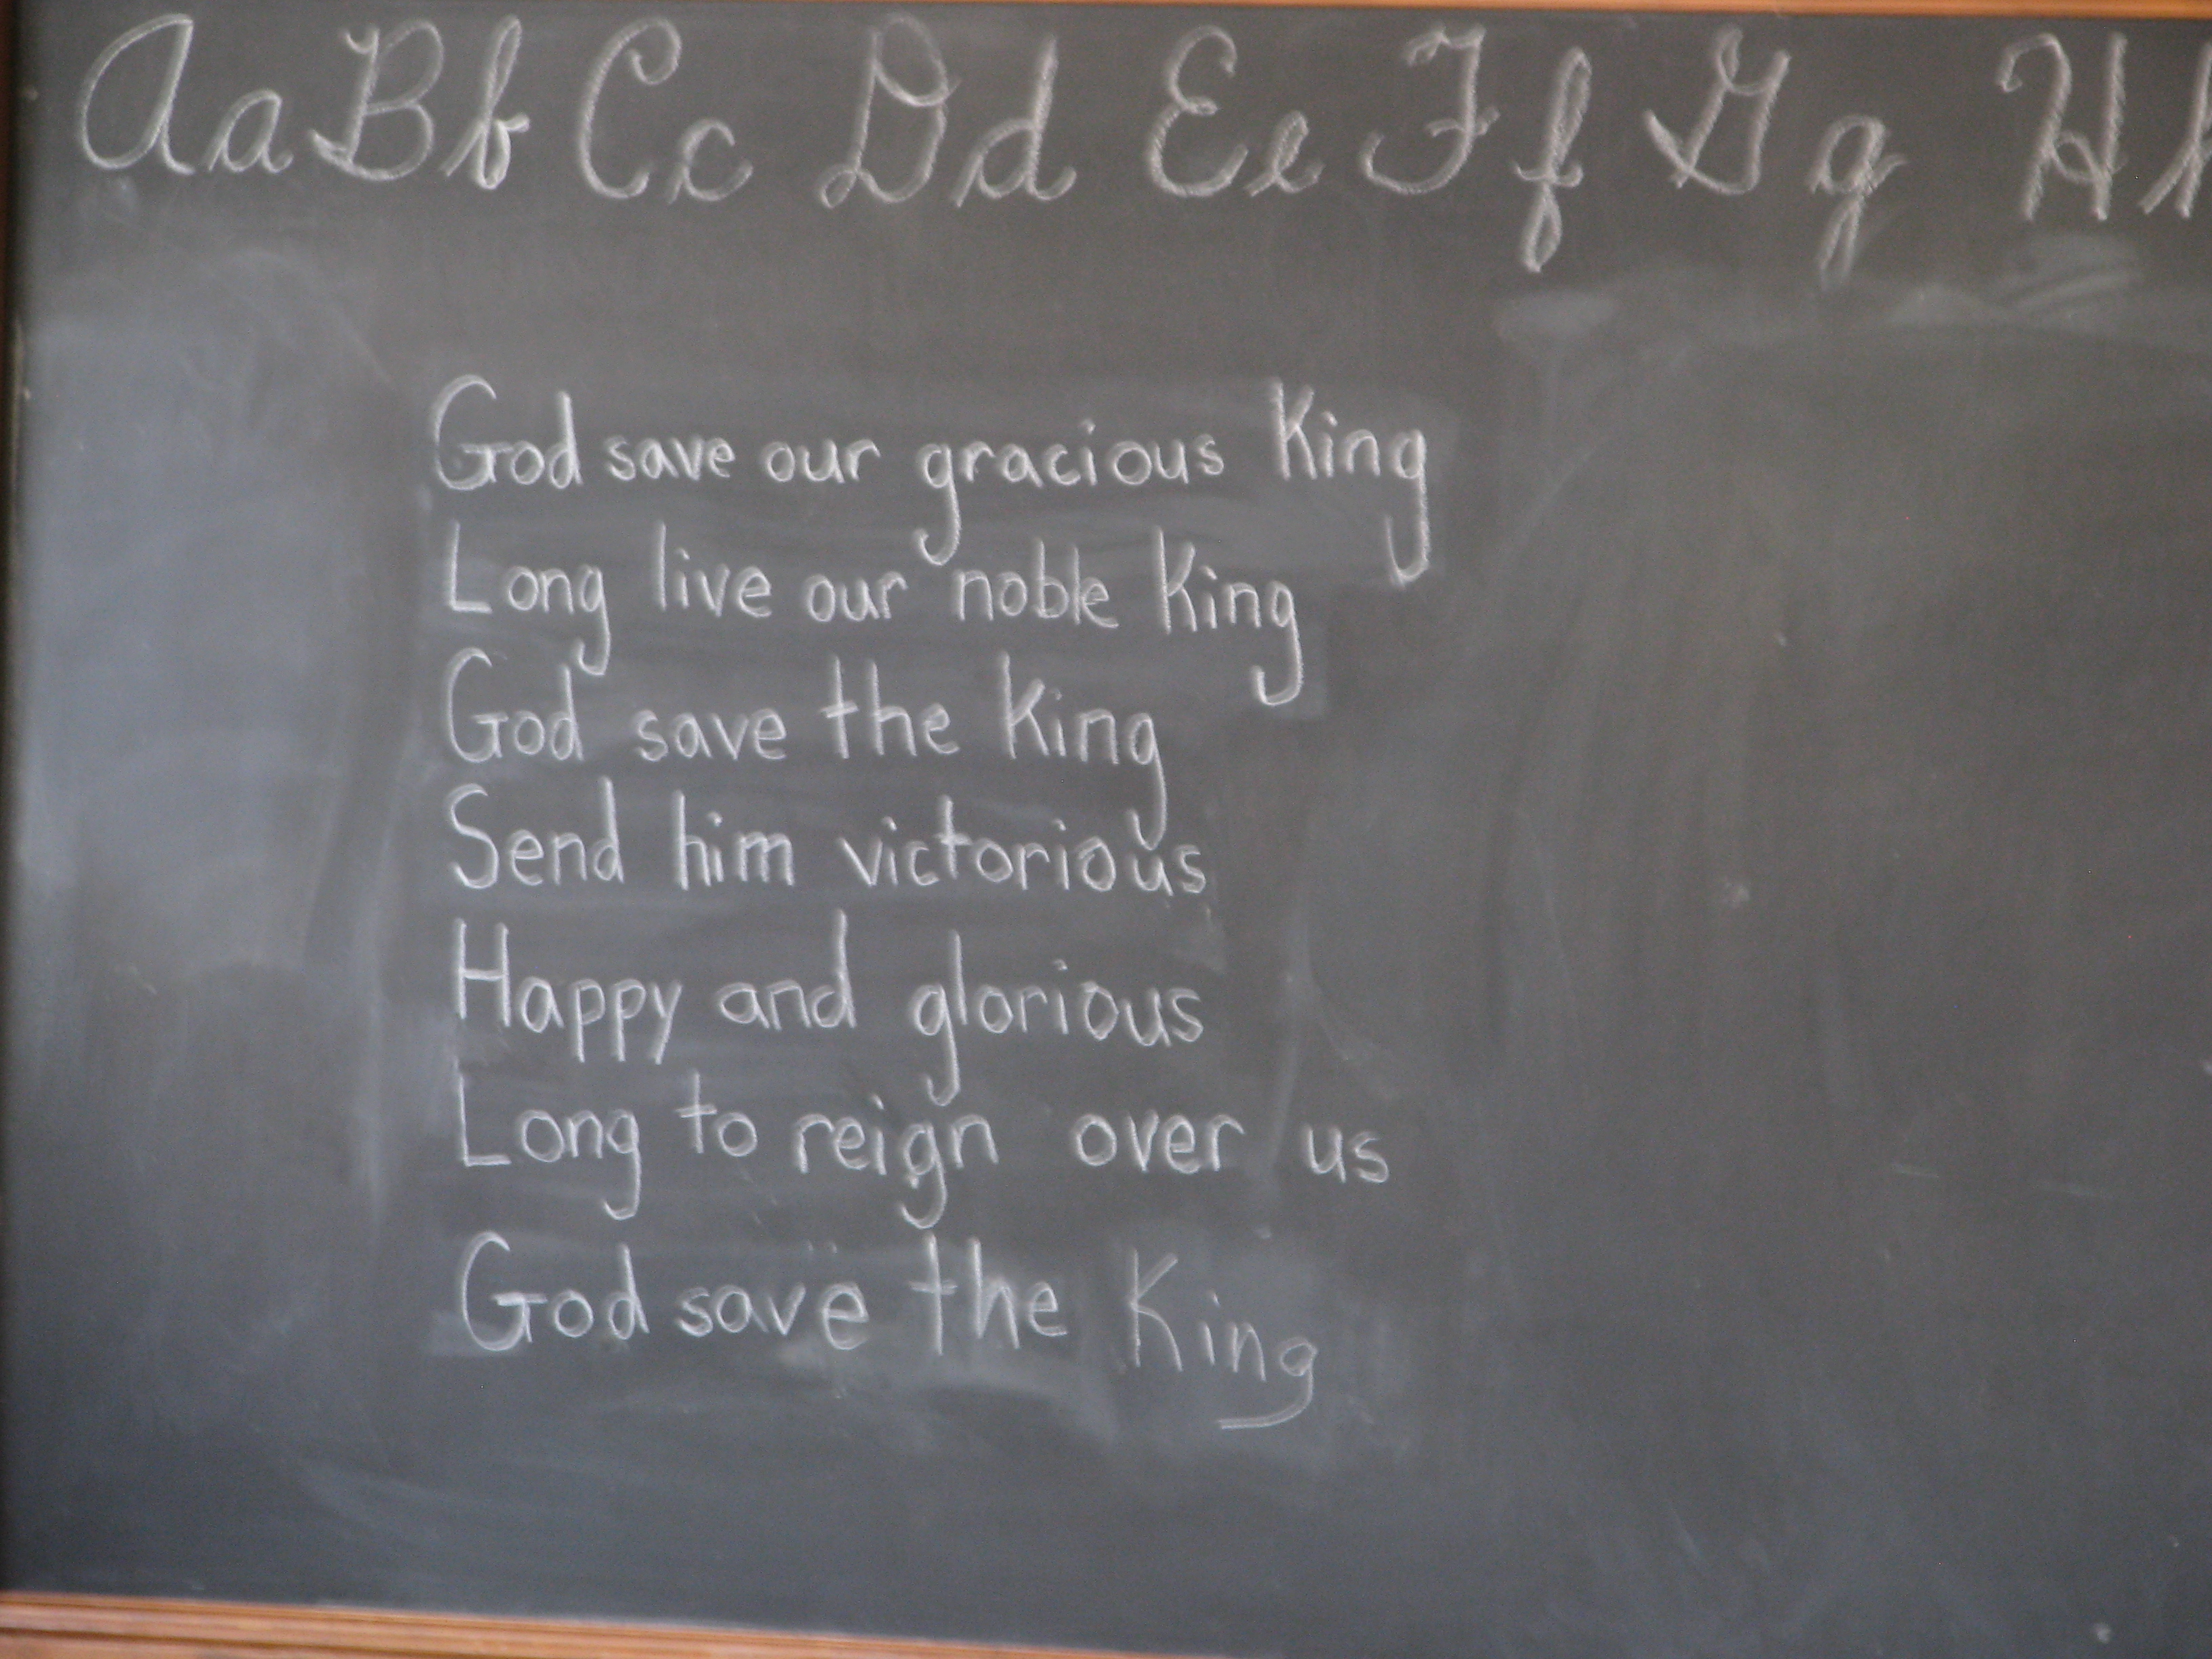 Aa Bb Cc Dd Ee Ff Gg Hh
God save our gracious King
Long live our noble King
God save the King
Send him victorious
Happy and glorious
Long to reign over us
God save the King